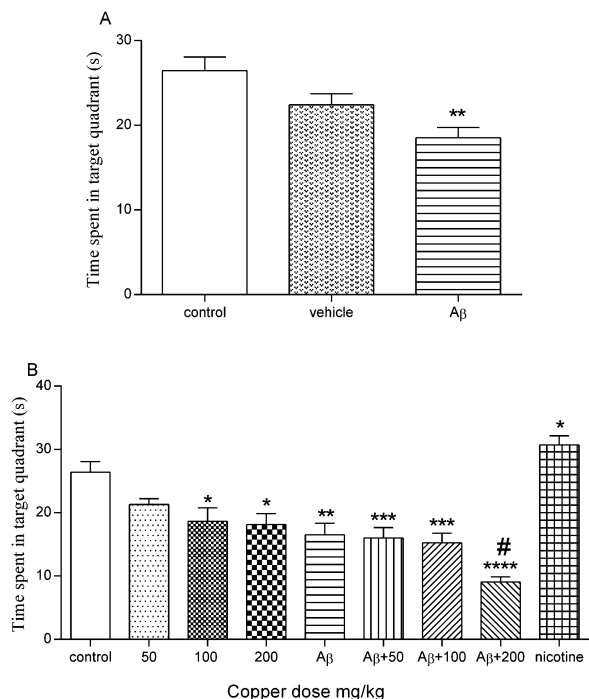 A
Time spent in target quadrant (s)
30
**
20
10
0
control vehicle Aβ
B
Time spent in target quadrant (s)
40
*
30
* * ** *** *** #
20
****
10
0
control 50 100 200 Aβ Aβ+50 Aβ+100 Aβ+200 nicotine
Copper dose mg/kg